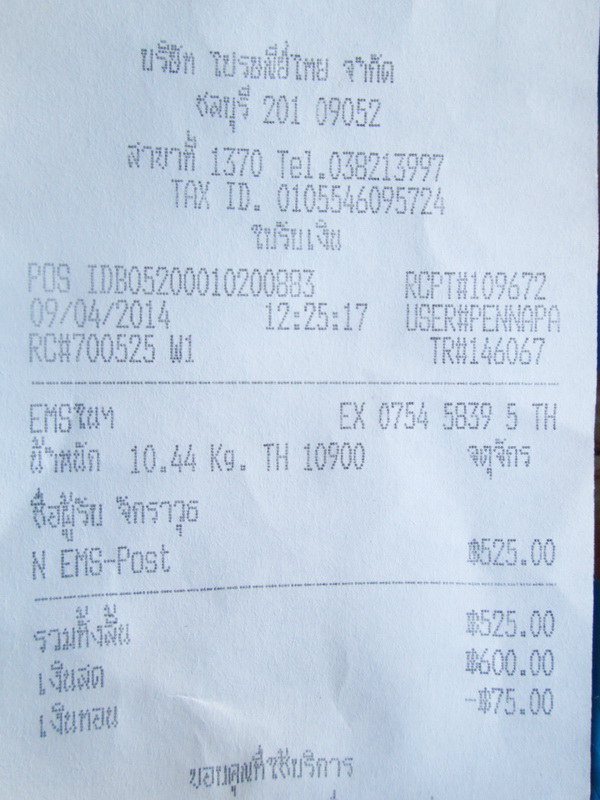 บริษัท ไปรษณีย์ไทย จำกัด
ชลบุรี 201 09052
สาขาที่ 1370 Tel.038213997
TAX ID. 0105546095724
ใบรับเงิน
POS IDB05200010200883 RCPT#109672
09/04/2014 12:25:17 USER#PENNAPA
RC#700525 W1 TR#146067
EMSในฯ EX 0754 5839 5 TH
น้ำหนัก 10.44 Kg. TH 10900 จตุจักร
ชื่อผู้รับ จักราวุธ
N EMS-Post ฿525.00
รวมทั้งสิ้น ฿525.00
เงินสด ฿600.00
เงินทอน -฿75.00
ขอบคุณที่ใช้บริการ